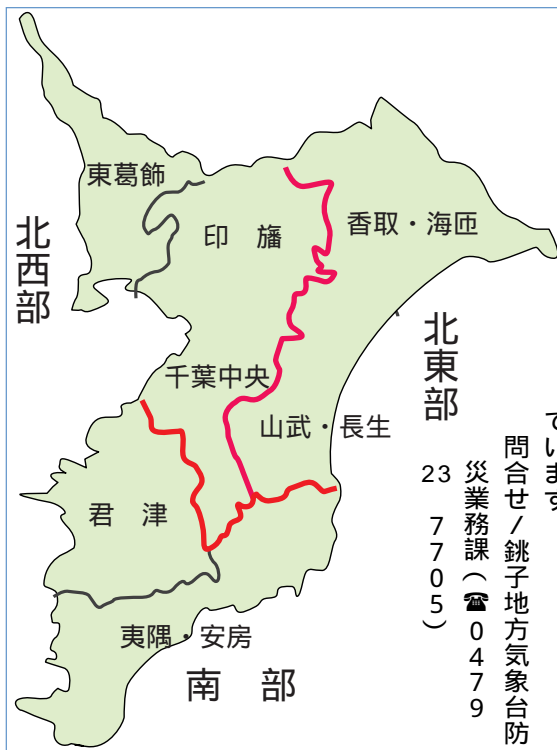 東葛飾
印　旛
香取・海匝
北西部
北東部
千葉中央
山武・長生
君　津
夷隅・安房
南　部
ています
問合せ/銚子地方気象台防
災業務課(☎0479
23 7705)